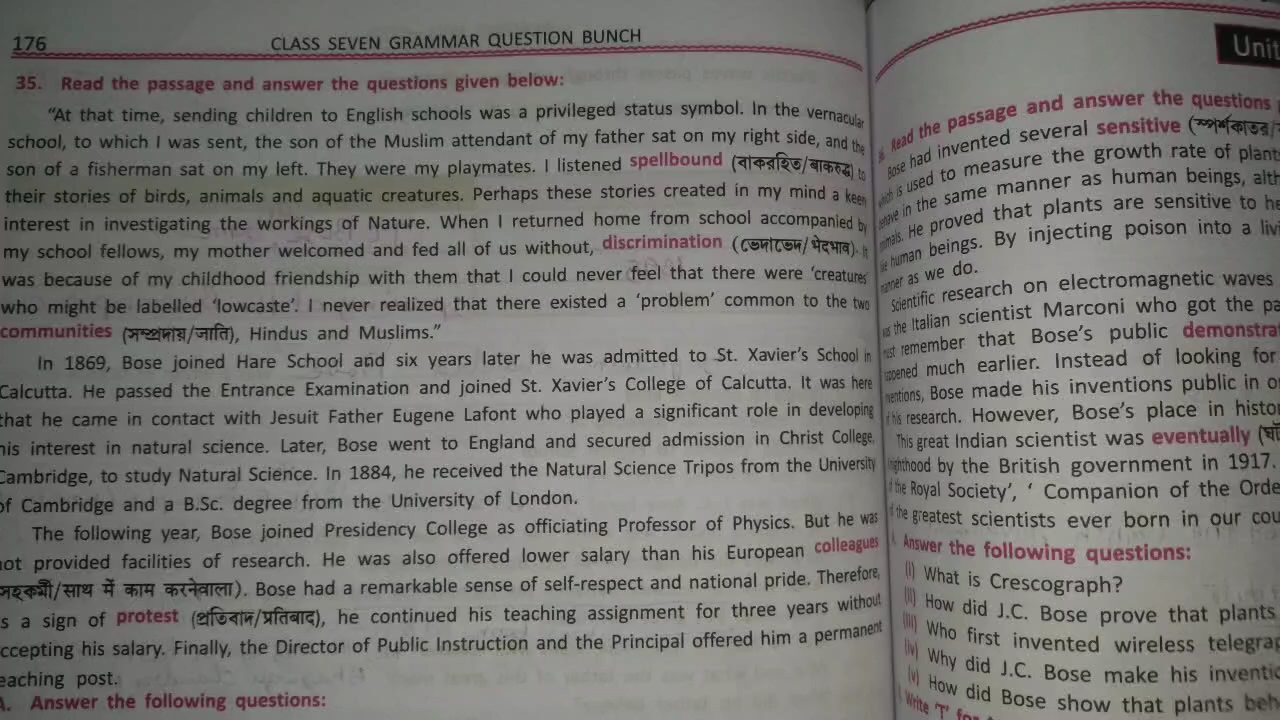 176
CLASS SEVEN GRAMMAR QUESTION BUNCH
35. Read the passage and answer the questions given below:
“At that time, sending children to English schools was a privileged status symbol. In the vernacular
school, to which I was sent, the son of the Muslim attendant of my father sat on my right side, and the
son of a fisherman sat on my left. They were my playmates. I listened spellbound (বাকরহিত/बाकरुद्ध) to
their stories of birds, animals and aquatic creatures. Perhaps these stories created in my mind a keen
interest in investigating the workings of Nature. When I returned home from school accompanied by
my school fellows, my mother welcomed and fed all of us without, discrimination (ভেদাভেদ/भेदभाव). It
was because of my childhood friendship with them that I could never feel that there were ‘creatures’
who might be labelled ‘lowcaste’. I never realized that there existed a ‘problem’ common to the two
communities (সম্প্রদায়/जाति), Hindus and Muslims.”
In 1869, Bose joined Hare School and six years later he was admitted to St. Xavier’s School in
Calcutta. He passed the Entrance Examination and joined St. Xavier’s College of Calcutta. It was here
that he came in contact with Jesuit Father Eugene Lafont who played a significant role in developing
his interest in natural science. Later, Bose went to England and secured admission in Christ College,
Cambridge, to study Natural Science. In 1884, he received the Natural Science Tripos from the University
of Cambridge and a B.Sc. degree from the University of London.
The following year, Bose joined Presidency College as officiating Professor of Physics. But he was
not provided facilities of research. He was also offered lower salary than his European colleagues
(সহকর্মী/साथ में काम करनेवाला). Bose had a remarkable sense of self-respect and national pride. Therefore,
as a sign of protest (প্রতিবাদ/प्रतिबाद), he continued his teaching assignment for three years without
accepting his salary. Finally, the Director of Public Instruction and the Principal offered him a permanent
teaching post.
A. Answer the following questions:
Unit
Read the passage and answer the questions
Bose had invented several sensitive
which is used to measure the growth rate of plants
behave in the same manner as human beings,
animals. He proved that plants are sensitive to
like human beings. By injecting poison into a
manner as we do.
Scientific research on electromagnetic waves
was the Italian scientist Marconi who got the
must remember that Bose’s public
happened much earlier. Instead of looking for
inventions, Bose made his inventions public in
of his research. However, Bose’s place in
This great Indian scientist was eventually
knighthood by the British government in 1917.
of the Royal Society’, ‘ Companion of the
of the greatest scientists ever born in our
A. Answer the following questions:
(i) What is Crescograph?
(ii) How did J.C. Bose prove that plants
(iii) Who first invented wireless
(iv) Why did J.C. Bose make his
(v) How did Bose show that plants
Write ‘T’ for